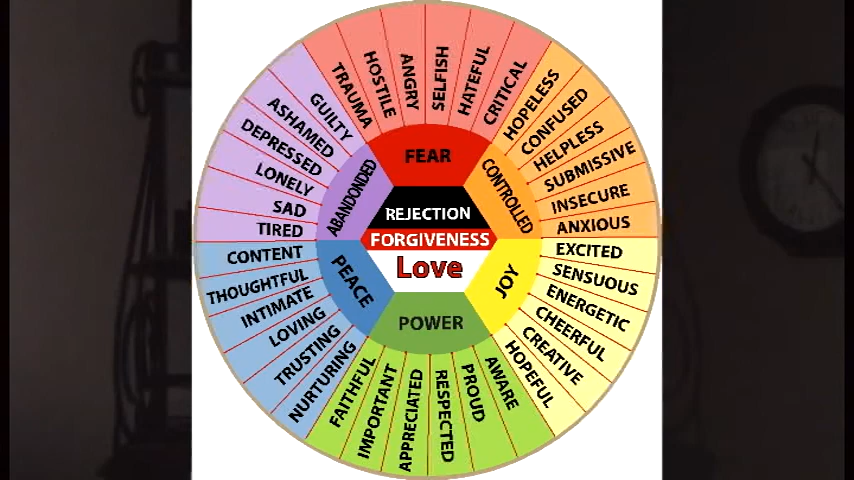 TRAUMA
HOSTILE
ANGRY
SELFISH
HATEFUL
CRITICAL
HOPELESS
CONFUSED
HELPLESS
SUBMISSIVE
INSECURE
ANXIOUS
EXCITED
SENSUOUS
ENERGETIC
CHEERFUL
CREATIVE
HOPEFUL
AWARE
PROUD
RESPECTED
APPRECIATED
IMPORTANT
FAITHFUL
NURTURING
TRUSTING
LOVING
INTIMATE
THOUGHTFUL
CONTENT
TIRED
SAD
LONELY
DEPRESSED
ASHAMED
GUILTY
FEAR
CONTROLLED
JOY
POWER
PEACE
ABANDONDED
REJECTION
FORGIVENESS
Love